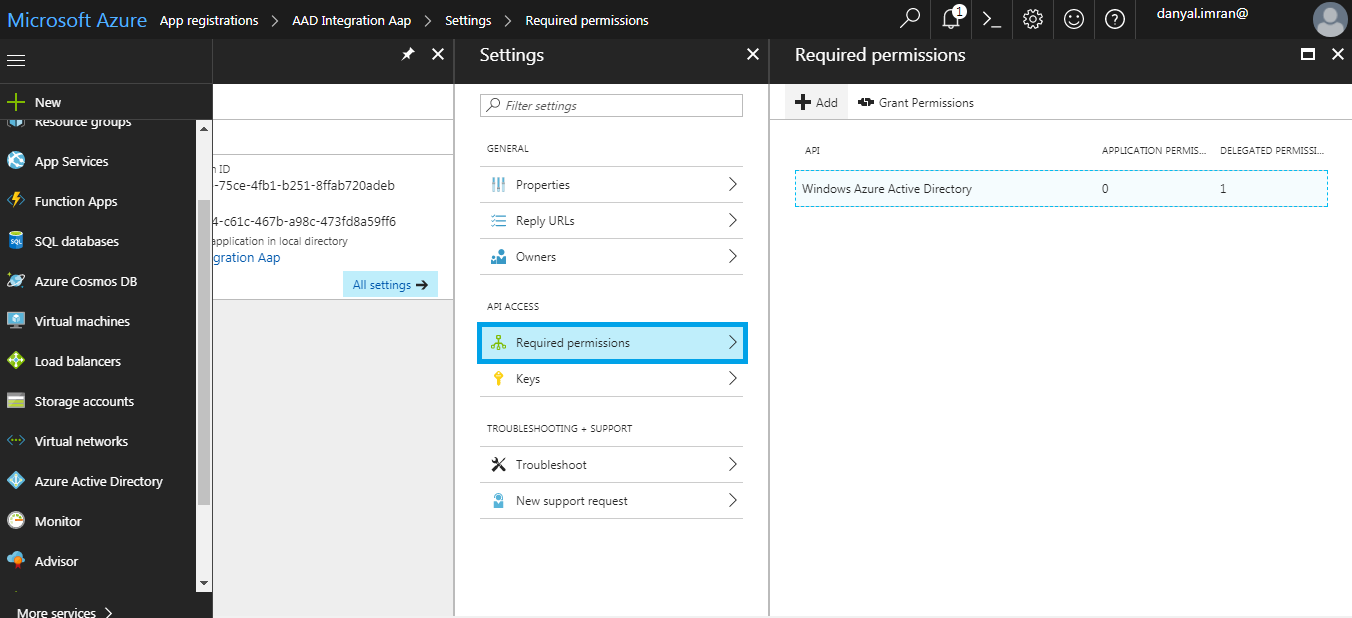 Microsoft Azure App registrations > AAD Integration Aap > Settings > Required permissions
1
danyal.imran@
New
Resource groups
App Services
Function Apps
SQL databases
Azure Cosmos DB
Virtual machines
Load balancers
Storage accounts
Virtual networks
Azure Active Directory
Monitor
Advisor
More services >
n ID
-75ce-4fb1-b251-8ffab720adeb
4-c61c-467b-a98c-473fd8a59ff6
application in local directory
gration Aap
All settings →
Settings
Filter settings
GENERAL
Properties
Reply URLs
Owners
API ACCESS
Required permissions
Keys
TROUBLESHOOTING + SUPPORT
Troubleshoot
New support request
Required permissions
Add Grant Permissions
API APPLICATION PERMIS... DELEGATED PERMISSI...
Windows Azure Active Directory 0 1